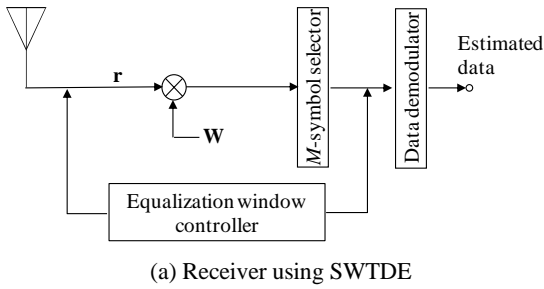 Estimated
data
r
W
M-symbol selector
Data demodulator
Equalization window
controller
(a) Receiver using SWTDE